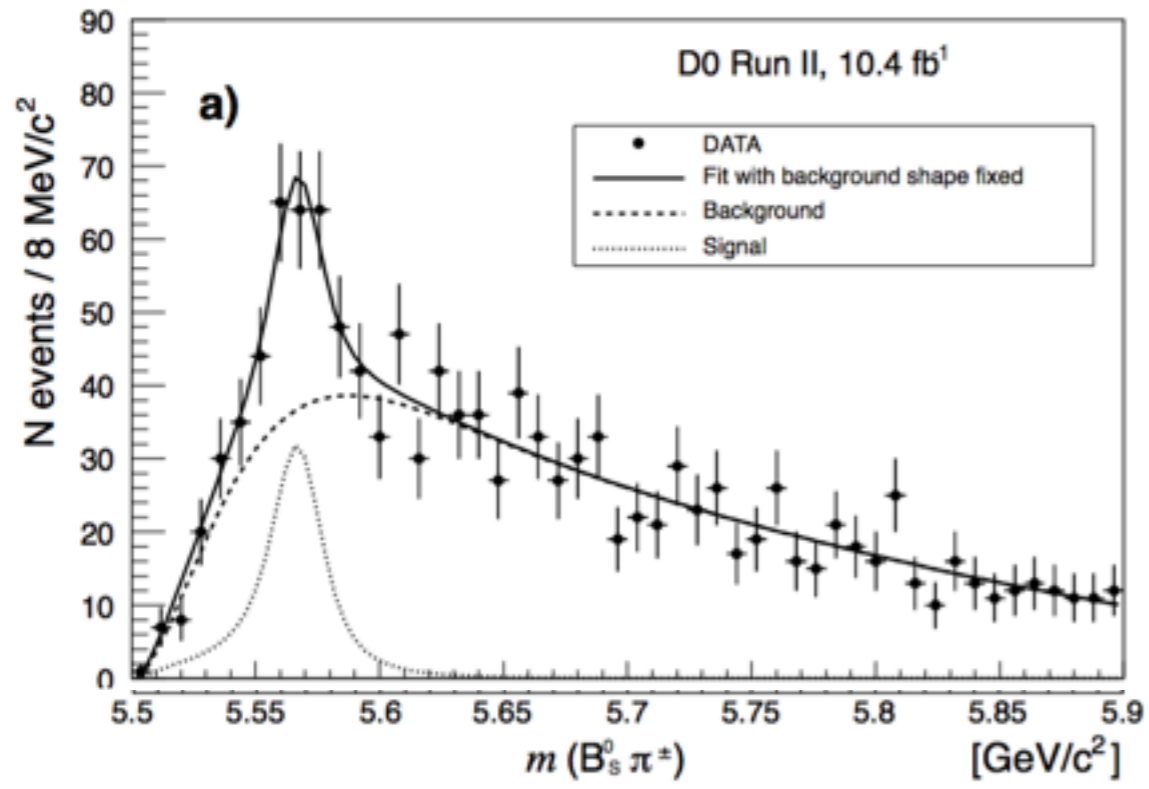 N events / 8 MeV/c²
90
80
70
60
50
40
30
20
10
0
a)
D0 Run II, 10.4 fb¹
DATA
Fit with background shape fixed
Background
Signal
5.5 5.55 5.6 5.65 5.7 5.75 5.8 5.85 5.9
m (B⁰ₛ π±) [GeV/c²]